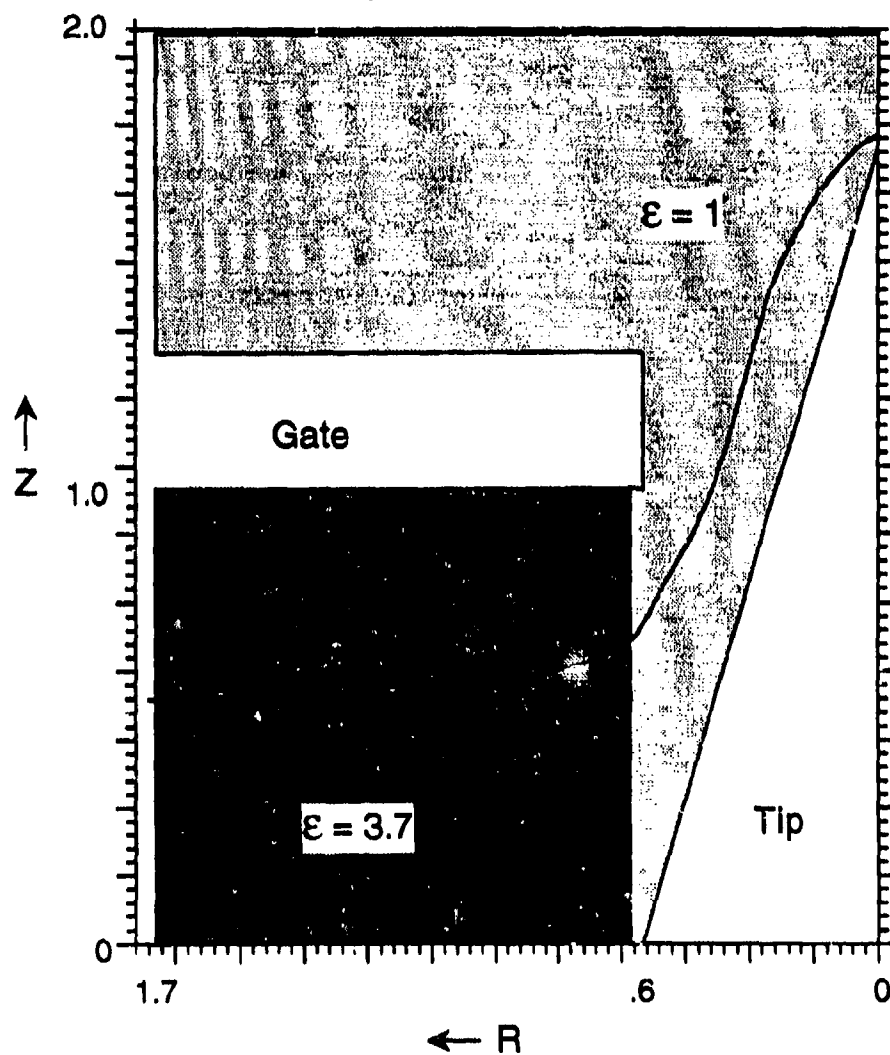 2.0
ε = 1
Gate
↑
Z
1.0
ε = 3.7
Tip
0
1.7
.6
0
← R